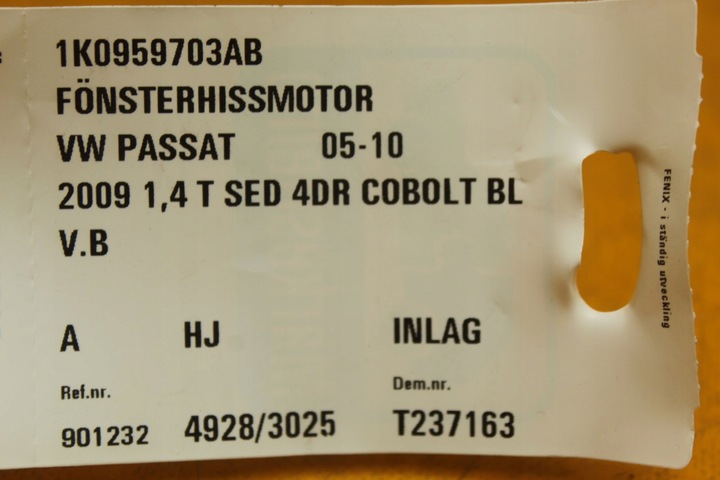 1K0959703AB
FÖNSTERHISSMOTOR
VW PASSAT 05-10
2009 1,4 T SED 4DR COBOLT BL
V.B
A HJ INLAG
Ref.nr. Dem.nr.
901232 4928/3025 T237163
FENIX - i ständig utveckling